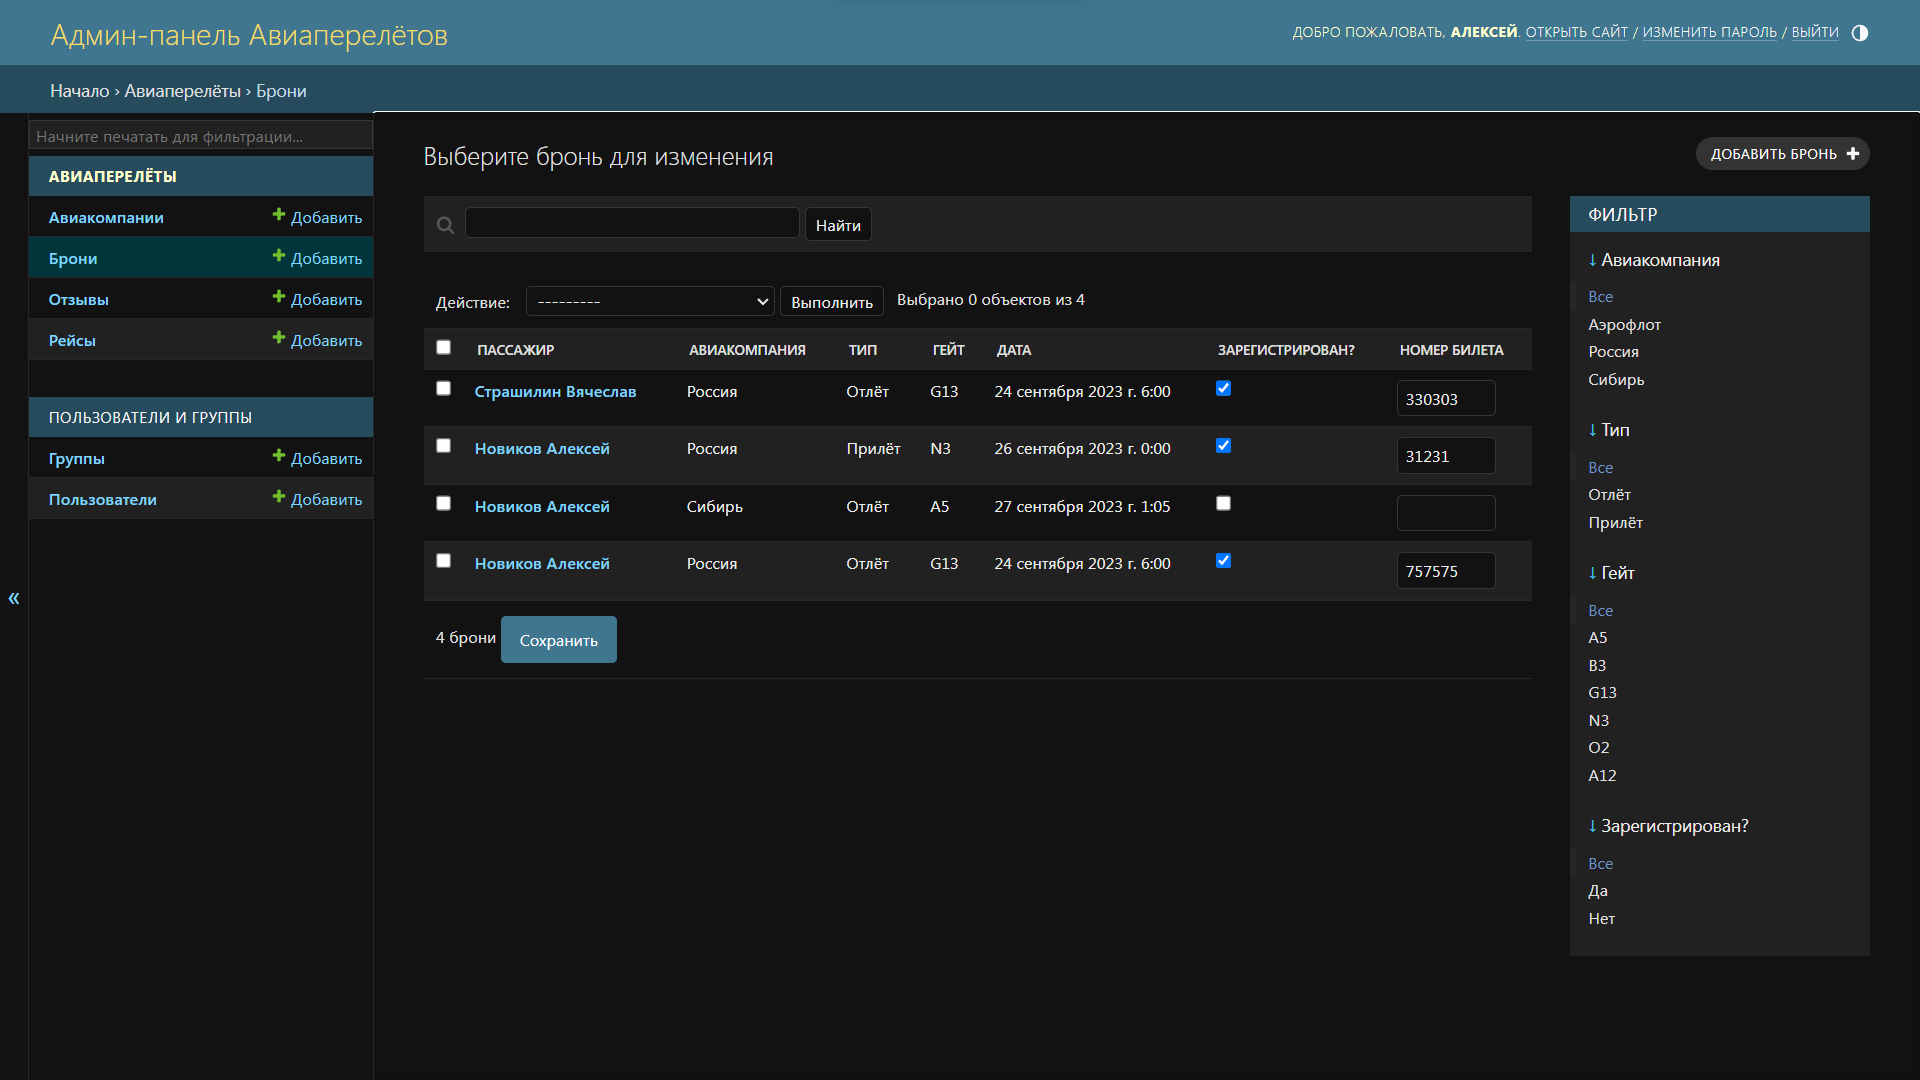 Админ-панель Авиаперелётов
ДОБРО ПОЖАЛОВАТЬ, АЛЕКСЕЙ. ОТКРЫТЬ САЙТ / ИЗМЕНИТЬ ПАРОЛЬ / ВЫЙТИ
Начало › Авиаперелёты › Брони
Начните печатать для фильтрации...
АВИАПЕРЕЛЁТЫ
Авиакомпании Добавить
Брони Добавить
Отзывы Добавить
Рейсы Добавить
ПОЛЬЗОВАТЕЛИ И ГРУППЫ
Группы Добавить
Пользователи Добавить
«
Выберите бронь для изменения
ДОБАВИТЬ БРОНЬ
Найти
Действие: --------- Выполнить Выбрано 0 объектов из 4
ПАССАЖИР АВИАКОМПАНИЯ ТИП ГЕЙТ ДАТА ЗАРЕГИСТРИРОВАН? НОМЕР БИЛЕТА
Страшилин Вячеслав Россия Отлёт G13 24 сентября 2023 г. 6:00 330303
Новиков Алексей Россия Прилёт N3 26 сентября 2023 г. 0:00 31231
Новиков Алексей Сибирь Отлёт A5 27 сентября 2023 г. 1:05
Новиков Алексей Россия Отлёт G13 24 сентября 2023 г. 6:00 757575
4 брони Сохранить
ФИЛЬТР
↓ Авиакомпания
Все
Аэрофлот
Россия
Сибирь
↓ Тип
Все
Отлёт
Прилёт
↓ Гейт
Все
A5
B3
G13
N3
O2
A12
↓ Зарегистрирован?
Все
Да
Нет